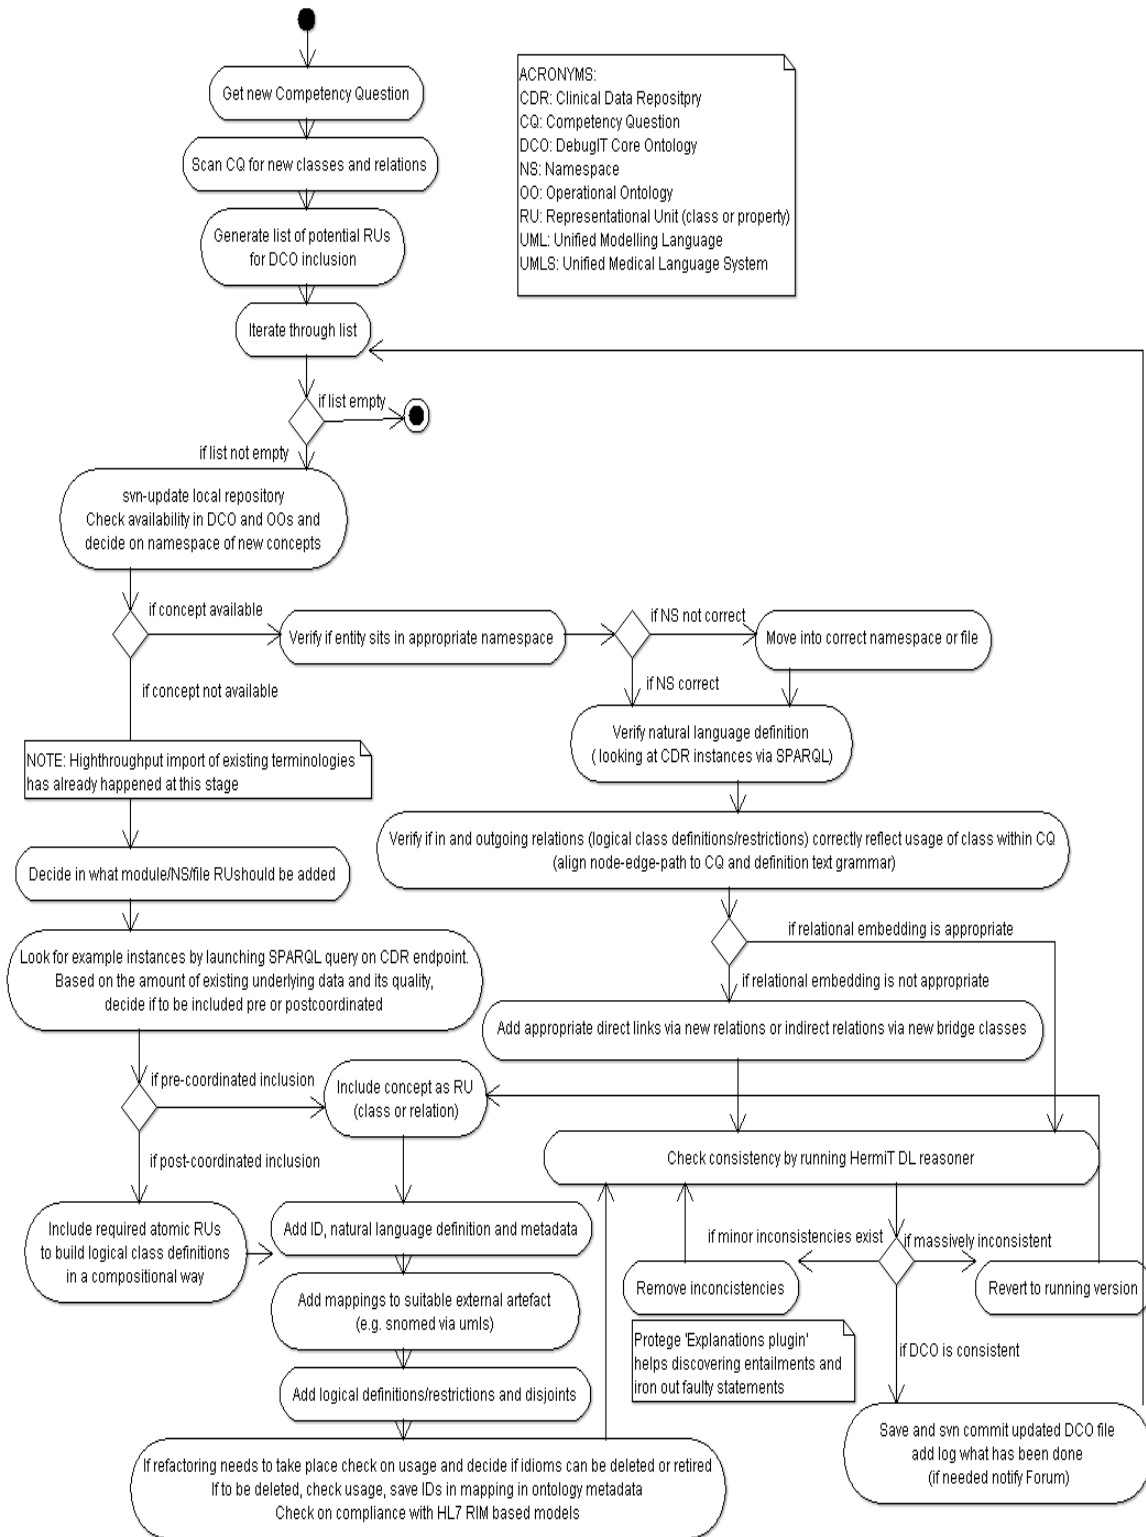 Get new Competency Question
Scan CQ for new classes and relations
Generate list of potential RUs
for DCO inclusion
Iterate through list
ACRONYMS:
CDR: Clinical Data Repositpry
CQ: Competency Question
DCO: DebugIT Core Ontology
NS: Namespace
OO: Operational Ontology
RU: Representational Unit (class or property)
UML: Unified Modelling Language
UMLS: Unified Medical Language System
if list empty
if list not empty
svn-update local repository
Check availability in DCO and OOs and
decide on namespace of new concepts
if concept available
Verify if entity sits in appropriate namespace
if NS not correct
Move into correct namespace or file
if concept not available
if NS correct
Verify natural language definition
( looking at CDR instances via SPARQL)
NOTE: Highthroughput import of existing terminologies
has already happened at this stage
Verify if in and outgoing relations (logical class definitions/restrictions) correctly reflect usage of class within CQ
(align node-edge-path to CQ and definition text grammar)
Decide in what module/NS/file RUshould be added
if relational embedding is appropriate
Look for example instances by launching SPARQL query on CDR endpoint.
Based on the amount of existing underlying data and its quality,
decide if to be included pre or postcoordinated
if relational embedding is not appropriate
Add appropriate direct links via new relations or indirect relations via new bridge classes
if pre-coordinated inclusion
Include concept as RU
(class or relation)
if post-coordinated inclusion
Check consistency by running HermiT DL reasoner
Include required atomic RUs
to build logical class definitions
in a compositional way
Add ID, natural language definition and metadata
if minor inconsistencies exist
if massively inconsistent
Remove inconcistencies
Revert to running version
Add mappings to suitable external artefact
(e.g. snomed via umls)
Protege 'Explanations plugin'
helps discovering entailments and
iron out faulty statements
if DCO is consistent
Add logical definitions/restrictions and disjoints
Save and svn commit updated DCO file
add log what has been done
(if needed notify Forum)
If refactoring needs to take place check on usage and decide if idioms can be deleted or retired
If to be deleted, check usage, save IDs in mapping in ontology metadata
Check on compliance with HL7 RIM based models